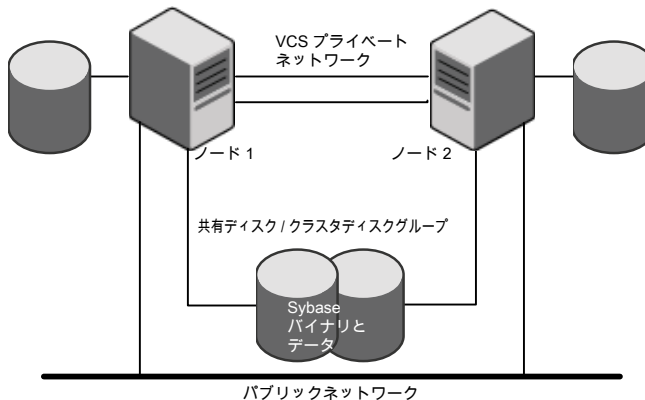 VCS プライベート
ネットワーク
ノード 1
ノード 2
共有ディスク / クラスタディスクグループ
Sybase
バイナリと
データ
パブリックネットワーク